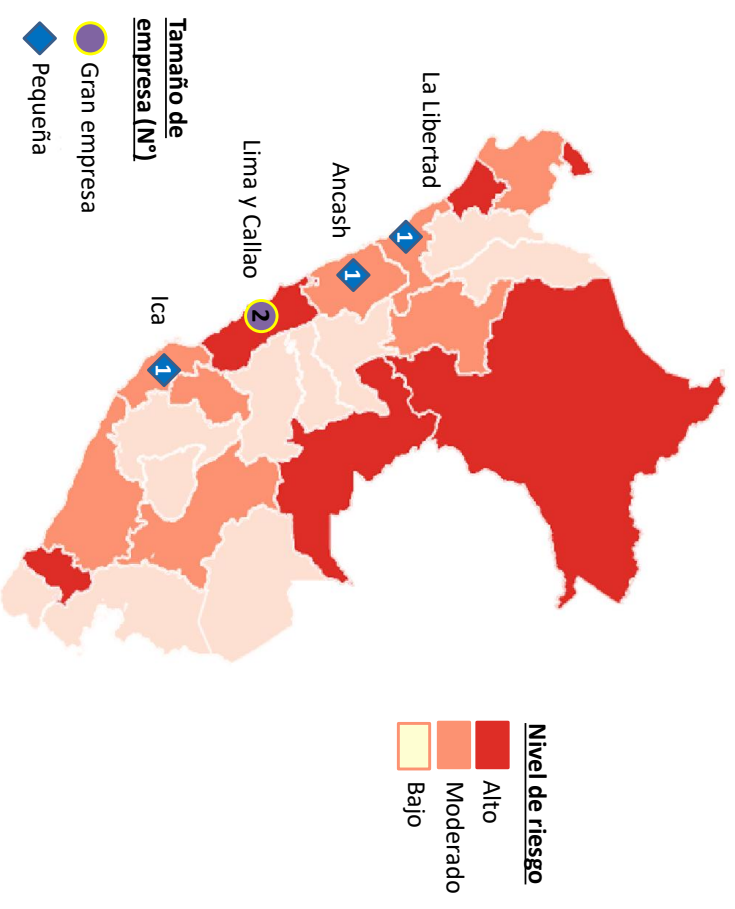 Nivel de riesgo
Alto
Moderado
Bajo
La Libertad
1
Ancash
1
Lima y Callao
2
Ica
1
Tamaño de
empresa (N°)
Gran empresa
Pequeña